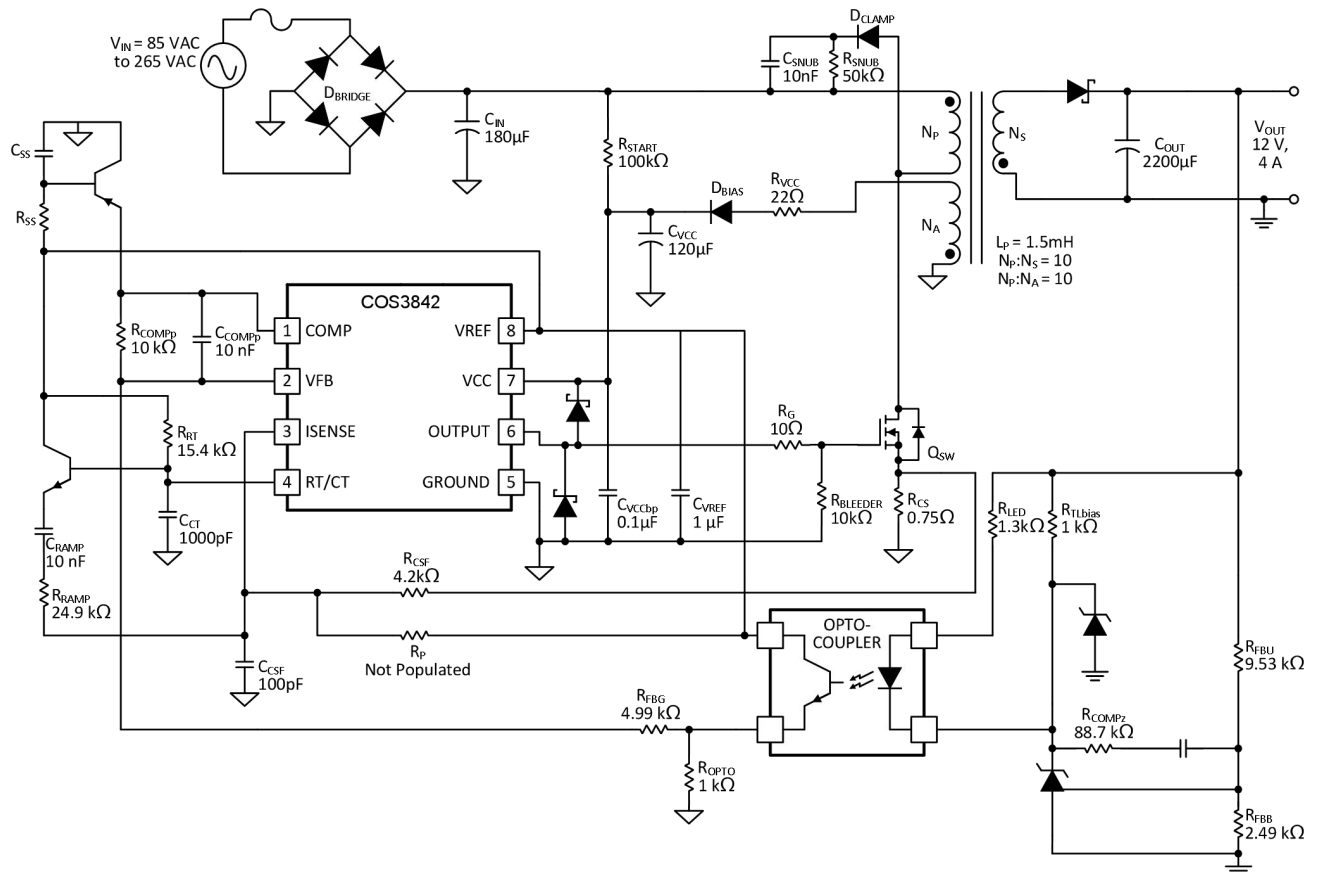 V_IN = 85 VAC
to 265 VAC
D_BRIDGE
C_IN
180µF
D_CLAMP
C_SNUB
10nF
R_SNUB
50kΩ
R_START
100kΩ
N_P
N_S
C_OUT
2200µF
V_OUT
12 V,
4 A
C_SS
R_SS
D_BIAS
R_VCC
22Ω
C_VCC
120µF
N_A
L_P = 1.5mH
N_P:N_S = 10
N_P:N_A = 10
COS3842
R_COMPp
10 kΩ
C_COMPp
10 nF
1 COMP
2 VFB
3 ISENSE
4 RT/CT
VREF 8
VCC 7
OUTPUT 6
GROUND 5
R_RT
15.4 kΩ
C_CT
1000pF
R_G
10Ω
Q_SW
C_VCCbp
0.1µF
C_VREF
1 µF
R_BLEEDER
10kΩ
R_CS
0.75Ω
R_LED
1.3kΩ
R_TLbias
1 kΩ
C_RAMP
10 nF
R_RAMP
24.9 kΩ
R_CSF
4.2kΩ
R_P
Not Populated
C_CSF
100pF
OPTO-
COUPLER
R_FBU
9.53 kΩ
R_FBG
4.99 kΩ
R_OPTO
1 kΩ
R_COMPz
88.7 kΩ
R_FBB
2.49 kΩ